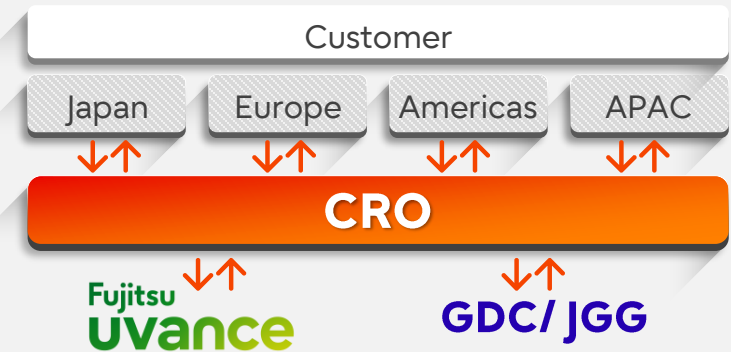 Customer
Japan Europe Americas APAC
CRO
Fujitsu
uvance
GDC/ JGG